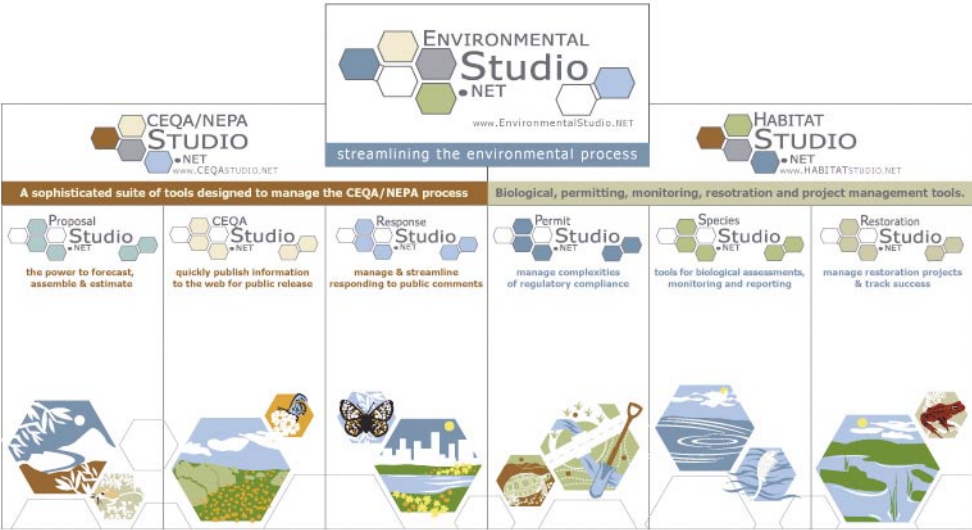 ENVIRONMENTAL
Studio
.NET
www.EnvironmentalStudio.NET
streamlining the environmental process
CEQA/NEPA
STUDIO
.NET
www.CEQASTUDIO.NET
HABITAT
STUDIO
.NET
www.HABITATSTUDIO.NET
A sophisticated suite of tools designed to manage the CEQA/NEPA process
Biological, permitting, monitoring, resotration and project management tools.
Proposal
Studio
.NET
the power to forecast,
assemble & estimate
CEQA
Studio
.NET
quickly publish information
to the web for public release
Response
Studio
.NET
manage & streamline
responding to public comments
Permit
Studio
.NET
manage complexities
of regulatory compliance
Species
Studio
.NET
tools for biological assessments,
monitoring and reporting
Restoration
Studio
.NET
manage restoration projects
& track success